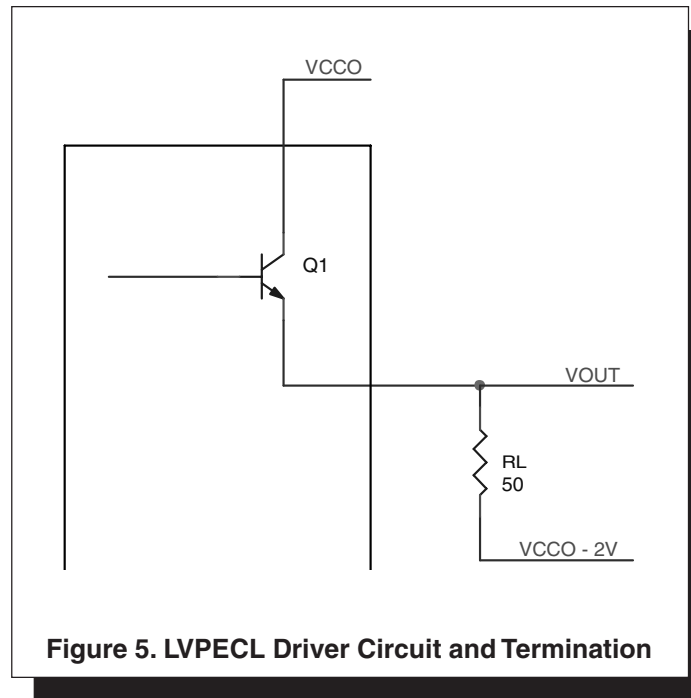 VCCO
Q1
VOUT
RL
50
VCCO - 2V
Figure 5. LVPECL Driver Circuit and Termination